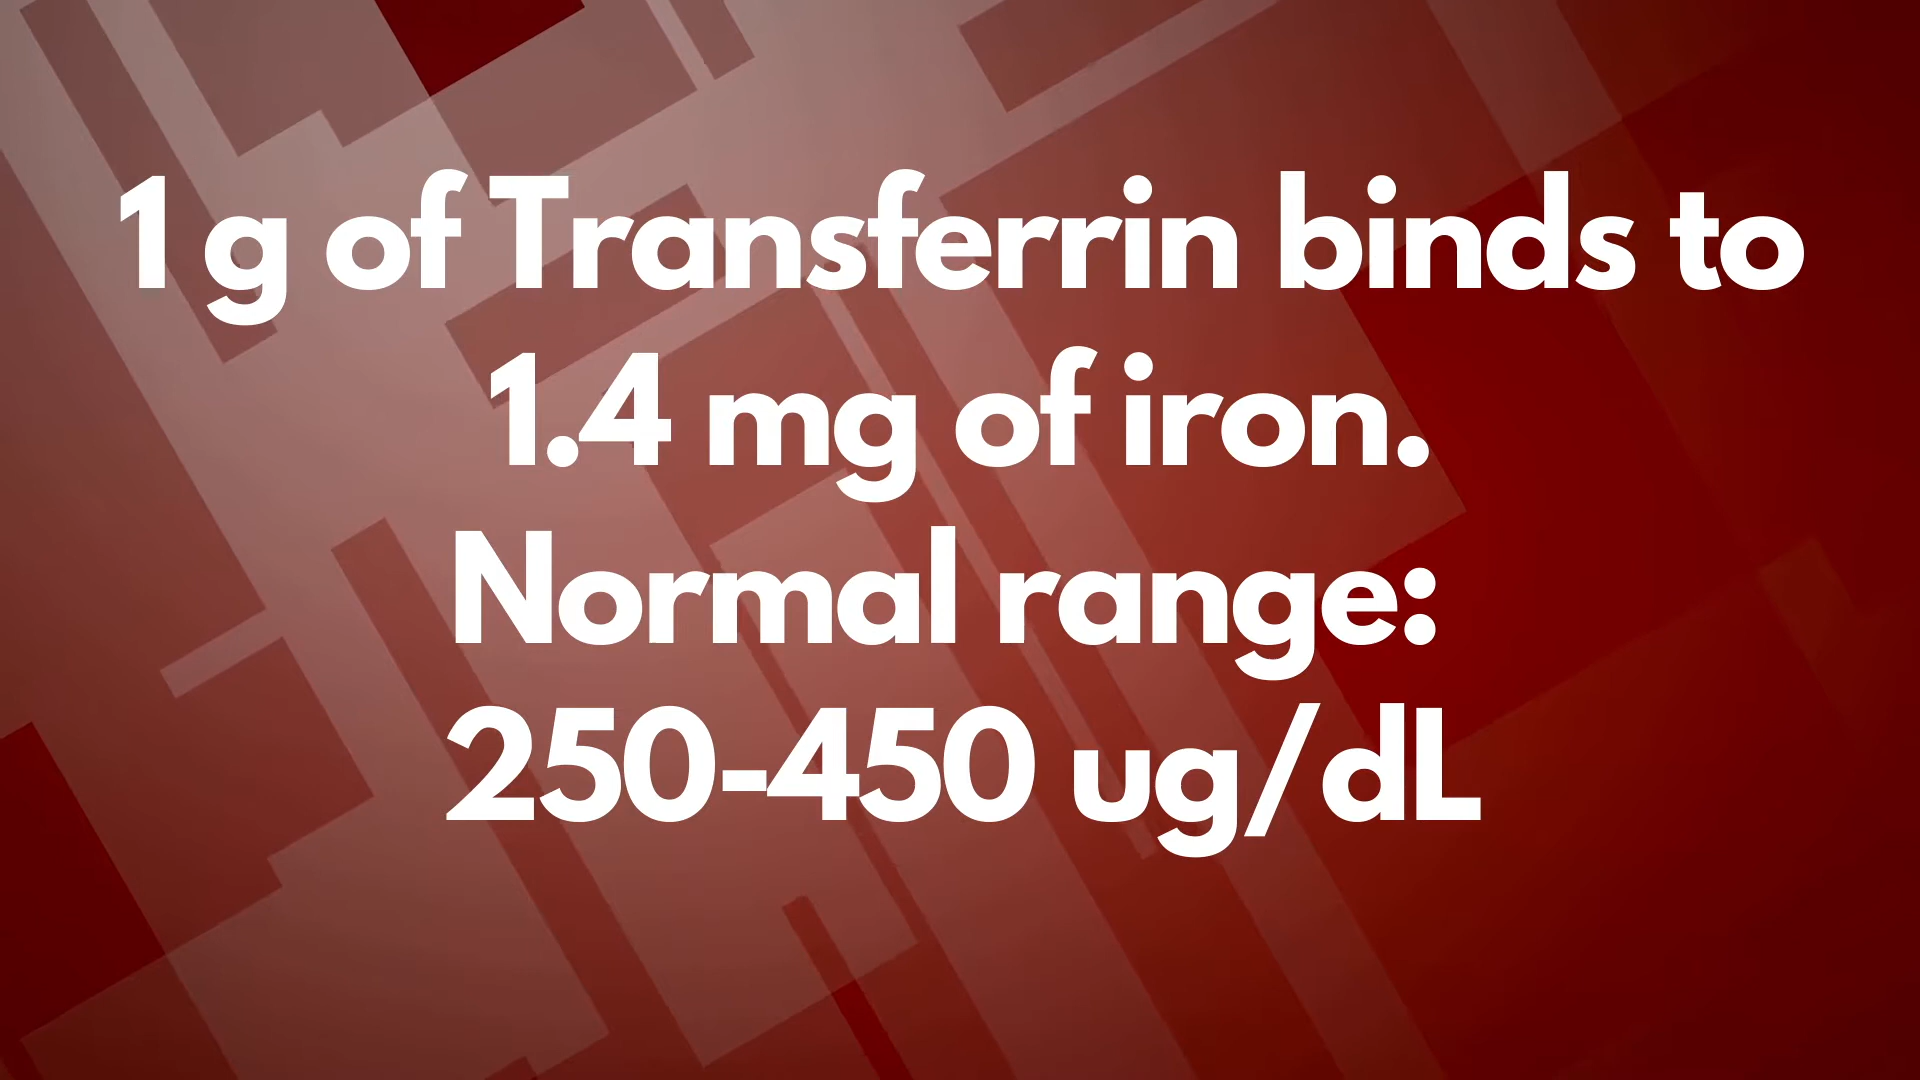 1 g of Transferrin binds to
1.4 mg of iron.
Normal range:
250-450 ug/dL